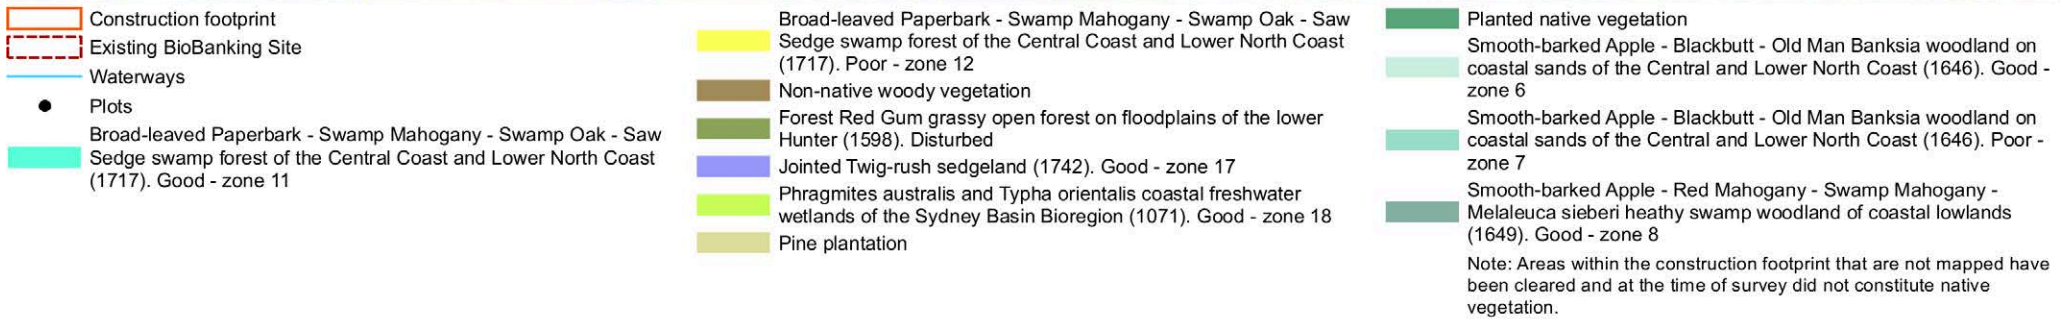 Construction footprint
Existing BioBanking Site
Waterways
Plots
Broad-leaved Paperbark - Swamp Mahogany - Swamp Oak - Saw
Sedge swamp forest of the Central Coast and Lower North Coast
(1717). Good - zone 11
Broad-leaved Paperbark - Swamp Mahogany - Swamp Oak - Saw
Sedge swamp forest of the Central Coast and Lower North Coast
(1717). Poor - zone 12
Non-native woody vegetation
Forest Red Gum grassy open forest on floodplains of the lower
Hunter (1598). Disturbed
Jointed Twig-rush sedgeland (1742). Good - zone 17
Phragmites australis and Typha orientalis coastal freshwater
wetlands of the Sydney Basin Bioregion (1071). Good - zone 18
Pine plantation
Planted native vegetation
Smooth-barked Apple - Blackbutt - Old Man Banksia woodland on
coastal sands of the Central and Lower North Coast (1646). Good -
zone 6
Smooth-barked Apple - Blackbutt - Old Man Banksia woodland on
coastal sands of the Central and Lower North Coast (1646). Poor -
zone 7
Smooth-barked Apple - Red Mahogany - Swamp Mahogany -
Melaleuca sieberi heathy swamp woodland of coastal lowlands
(1649). Good - zone 8
Note: Areas within the construction footprint that are not mapped have
been cleared and at the time of survey did not constitute native
vegetation.